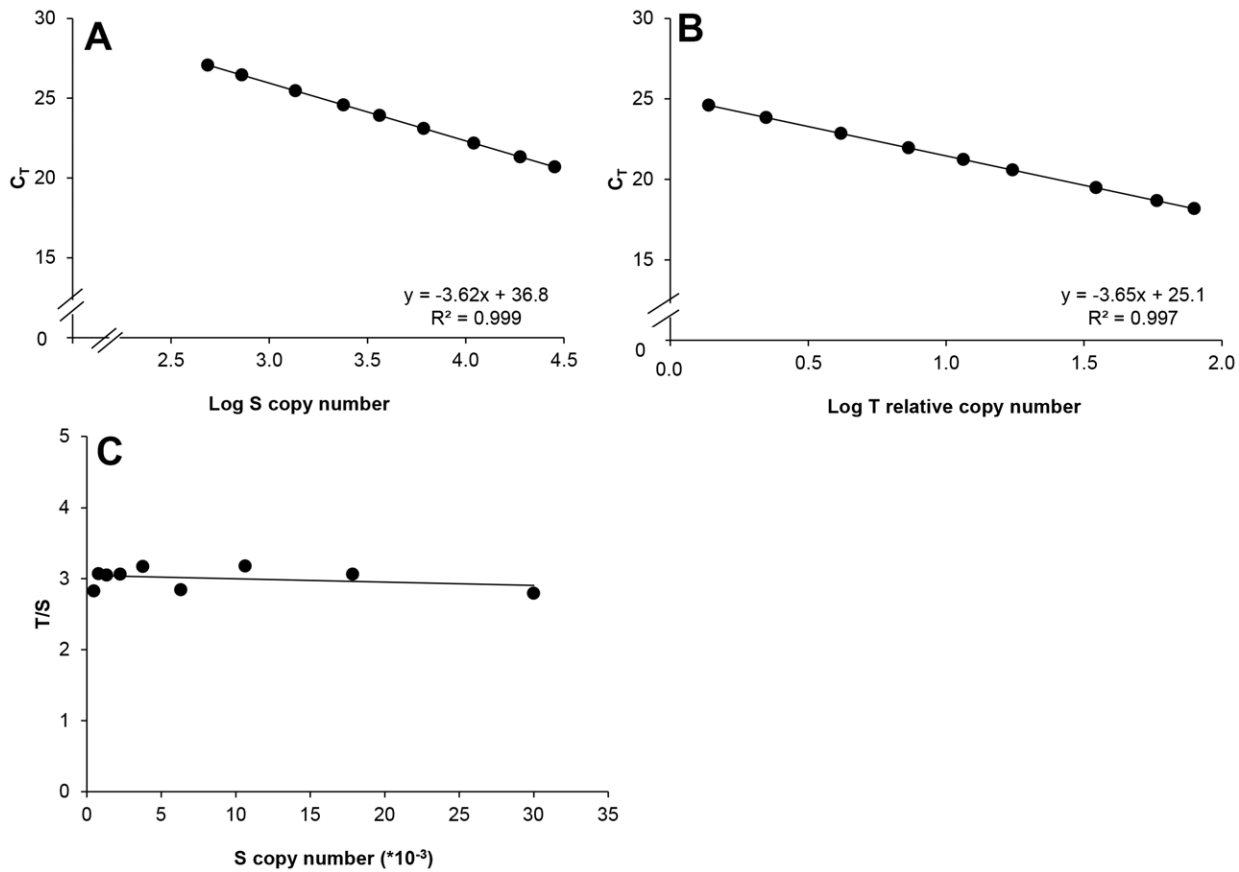 A
30
25
20
15
0
C_T
2.5
3.0
3.5
4.0
4.5
y = -3.62x + 36.8
R² = 0.999
Log S copy number
B
30
25
20
15
0
C_T
0.0
0.5
1.0
1.5
2.0
y = -3.65x + 25.1
R² = 0.997
Log T relative copy number
C
5
4
3
2
1
0
T/S
0
5
10
15
20
25
30
35
S copy number (*10⁻³)